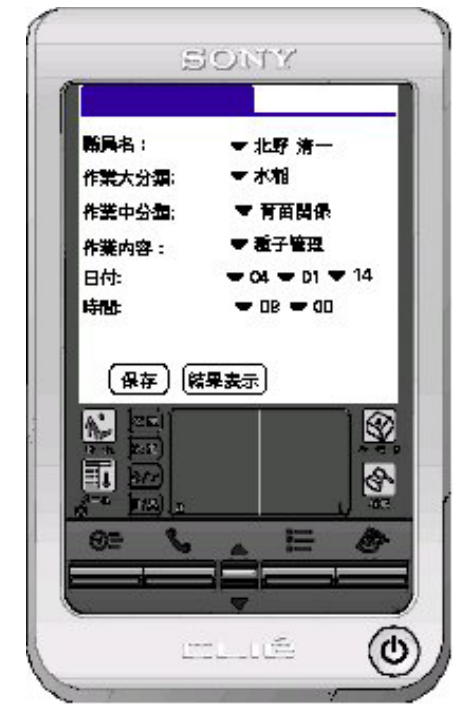 SONY
職員名： ▼ 北野 清一
作業大分類: ▼ 水稲
作業中分類: ▼ 育苗関係
作業内容： ▼ 種子管理
日付: ▼ 04 ▼ 01 ▼ 14
時間: ▼ 08 ▼ 00
保存 結果表示
CLIÉ